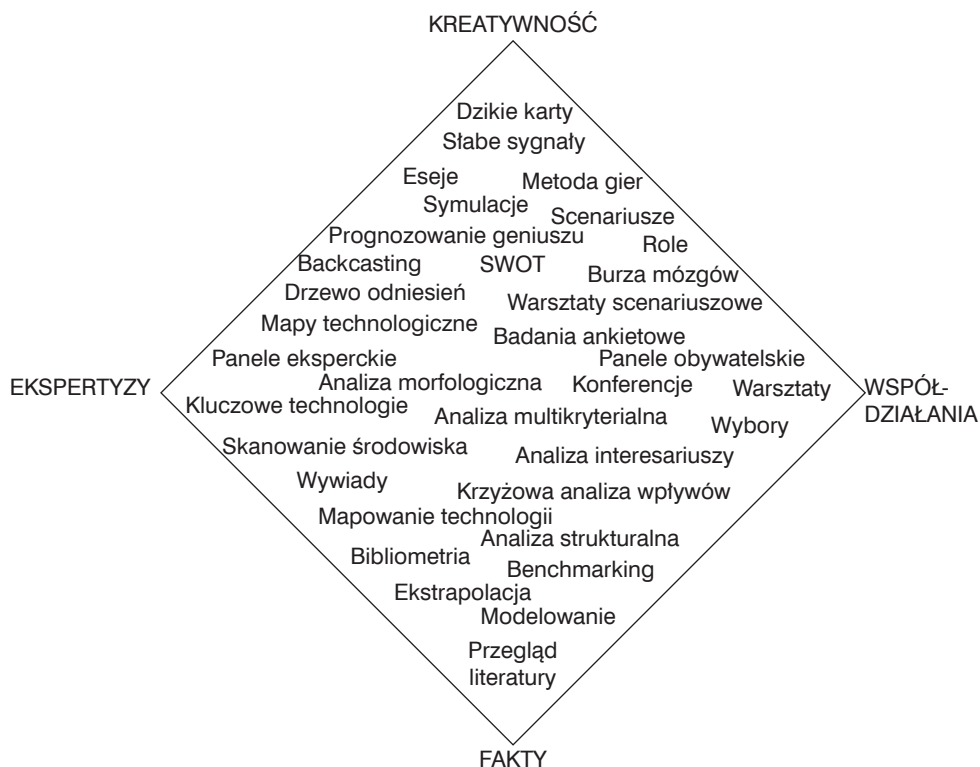 KREATYWNOŚĆ
Dzikie karty
Słabe sygnały
Eseje
Metoda gier
Symulacje
Scenariusze
Prognozowanie geniuszu
Role
Backcasting
SWOT
Burza mózgów
Drzewo odniesień
Warsztaty scenariuszowe
Mapy technologiczne
Badania ankietowe
Panele eksperckie
Panele obywatelskie
EKSPERTYZY
Analiza morfologiczna
Konferencje
Warsztaty
WSPÓŁ-
DZIAŁANIA
Kluczowe technologie
Analiza multikryterialna
Wybory
Skanowanie środowiska
Analiza interesariuszy
Wywiady
Krzyżowa analiza wpływów
Mapowanie technologii
Analiza strukturalna
Bibliometria
Benchmarking
Ekstrapolacja
Modelowanie
Przegląd
literatury
FAKTY